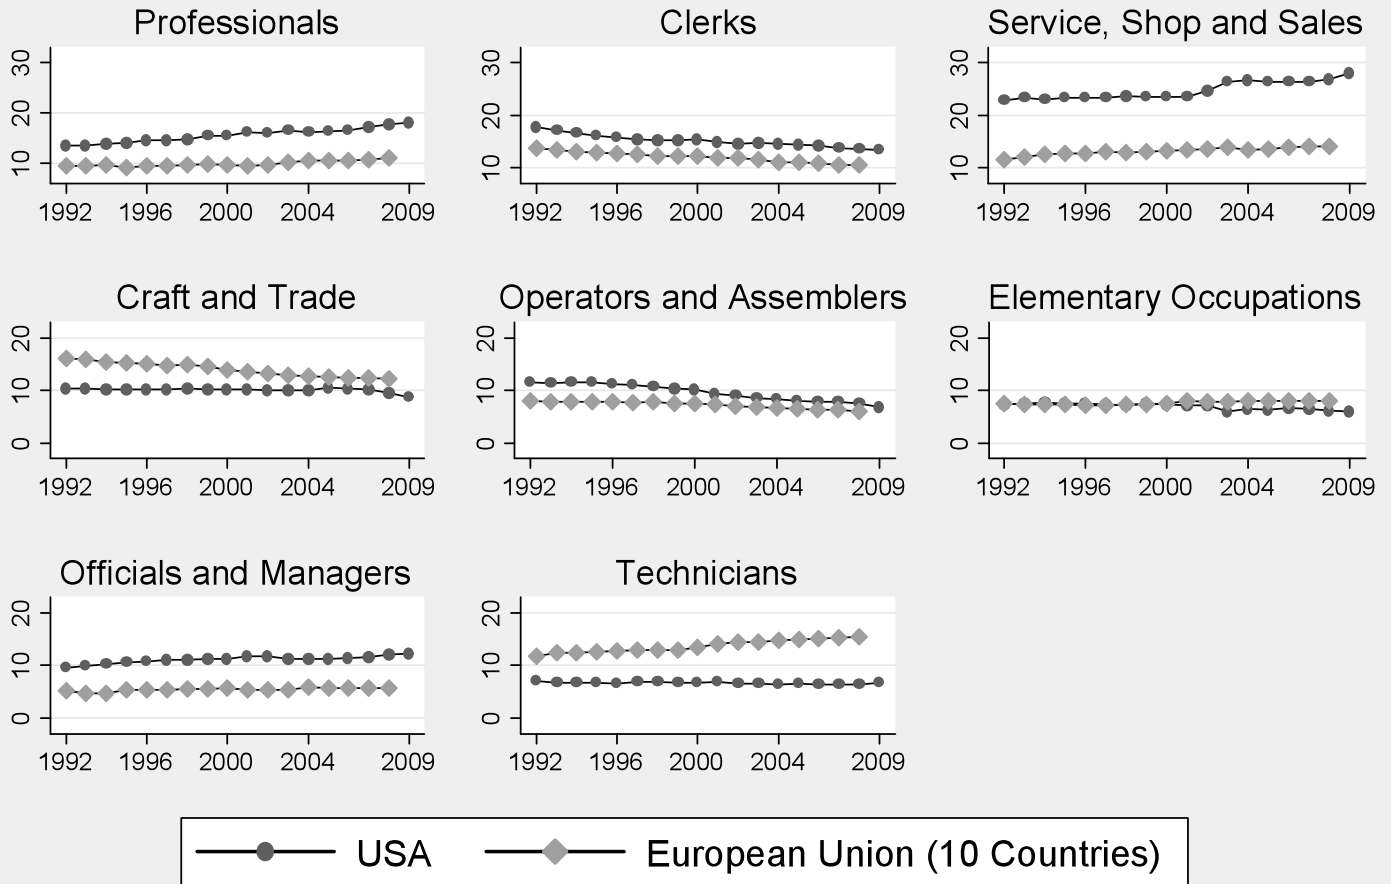 Professionals
Clerks
Service, Shop and Sales
30
20
10
1992 1996 2000 2004 2009
30
20
10
1992 1996 2000 2004 2009
30
20
10
1992 1996 2000 2004 2009
Craft and Trade
Operators and Assemblers
Elementary Occupations
20
10
0
1992 1996 2000 2004 2009
20
10
0
1992 1996 2000 2004 2009
20
10
0
1992 1996 2000 2004 2009
Officials and Managers
Technicians
20
10
0
1992 1996 2000 2004 2009
20
10
0
1992 1996 2000 2004 2009
USA
European Union (10 Countries)